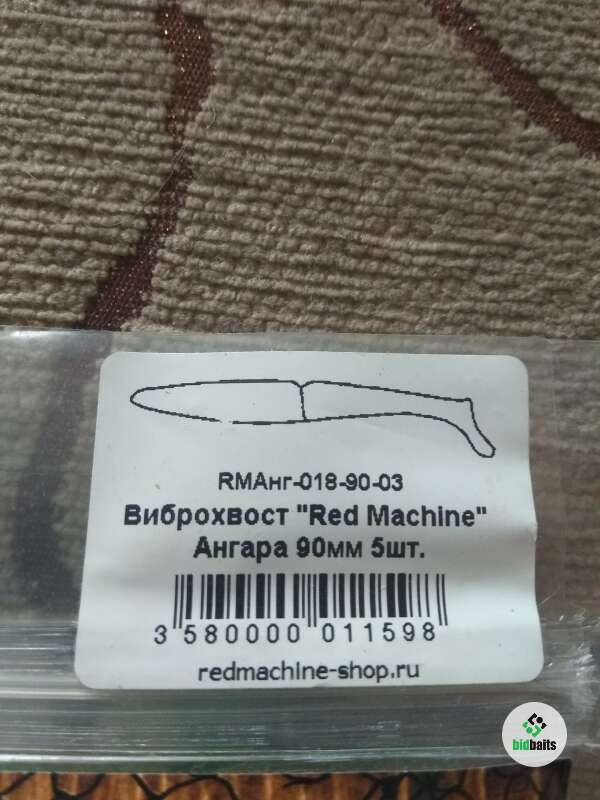 RMАнг-018-90-03
Виброхвост "Red Machine"
Ангара 90мм 5шт.
3 580000 011598
redmachine-shop.ru
bidbaits